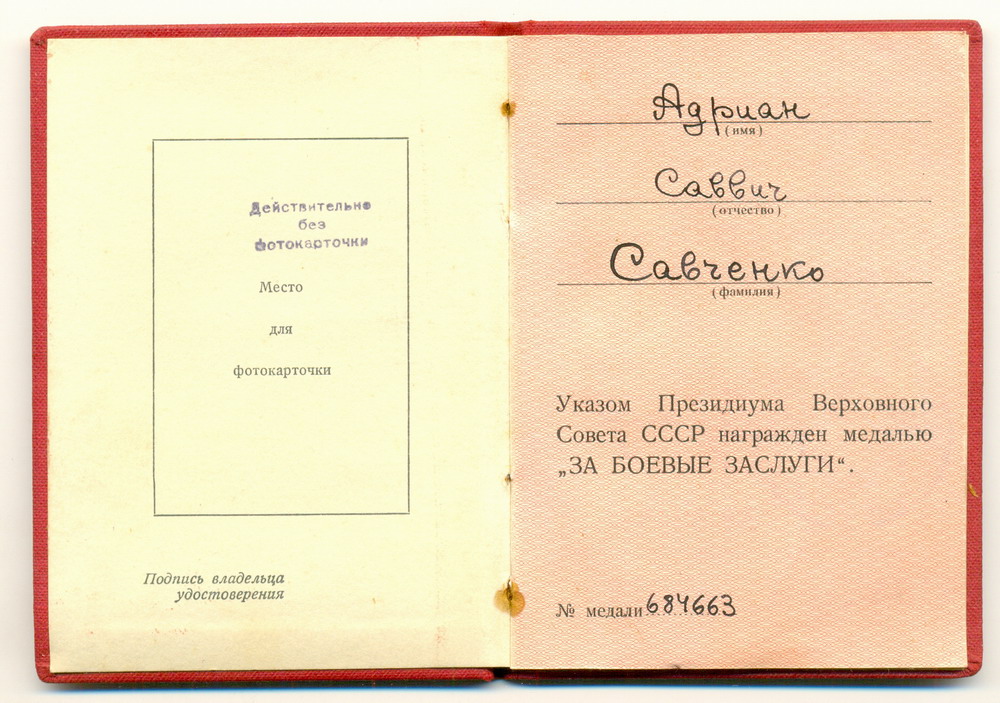 Действительно
без
фотокарточки
Место
для
фотокарточки
Подпись владельца
удостоверения
Адриан
(имя)
Саввич
(отчество)
Савченко
(фамилия)
Указом Президиума Верховного
Совета СССР награжден медалью
„ЗА БОЕВЫЕ ЗАСЛУГИ“.
№ медали 684663